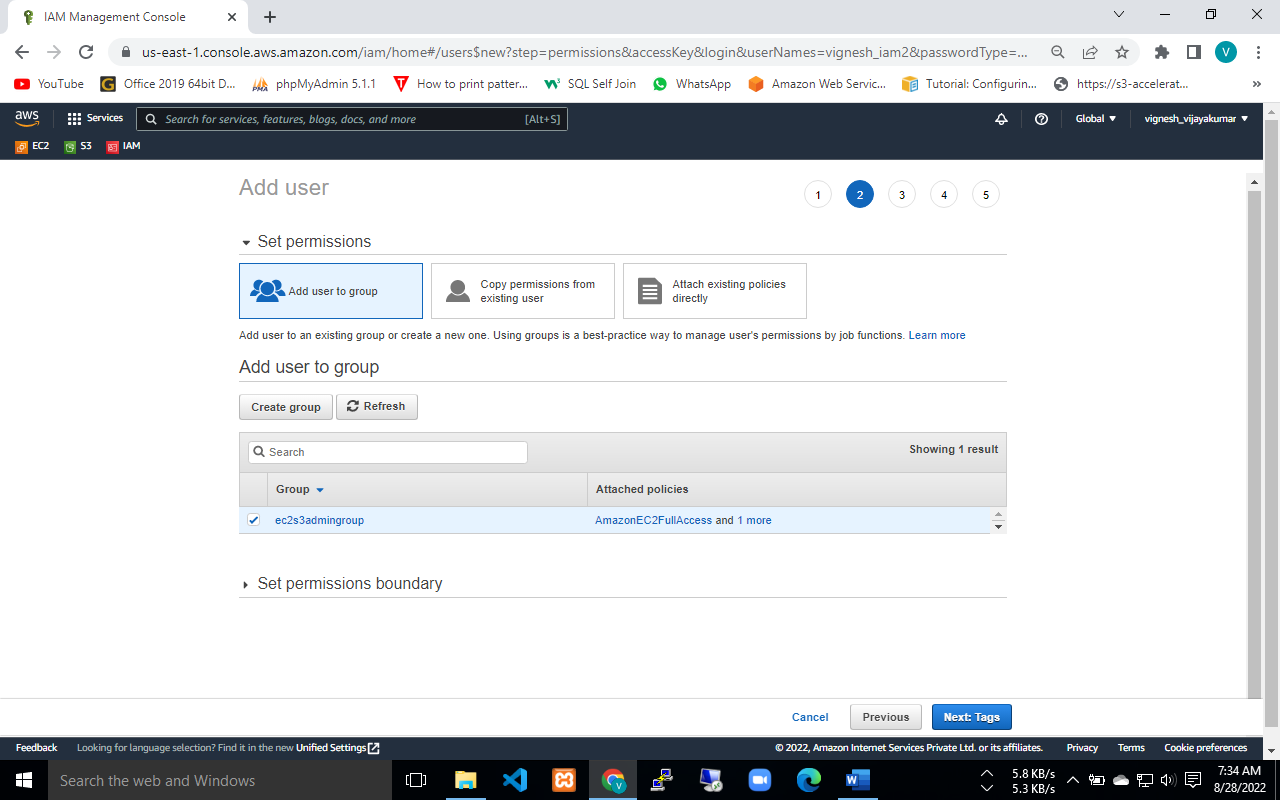 IAM Management Console
us-east-1.console.aws.amazon.com/iam/home#/users$new?step=permissions&accessKey&login&userNames=vignesh_iam2&passwordType=...
V
YouTube
Office 2019 64bit D...
phpMyAdmin 5.1.1
How to print patter...
SQL Self Join
WhatsApp
Amazon Web Servic...
Tutorial: Configurin...
https://s3-accelerat...
»
aws
Services
Search for services, features, blogs, docs, and more
[Alt+S]
Global
vignesh_vijayakumar
EC2
S3
IAM
Add user
1 2 3 4 5
Set permissions
Add user to group
Copy permissions from
existing user
Attach existing policies
directly
Add user to an existing group or create a new one. Using groups is a best-practice way to manage user's permissions by job functions. Learn more
Add user to group
Create group
Refresh
Search
Showing 1 result
Group
Attached policies
ec2s3admingroup
AmazonEC2FullAccess and 1 more
Set permissions boundary
Cancel
Previous
Next: Tags
Feedback
Looking for language selection? Find it in the new Unified Settings
© 2022, Amazon Internet Services Private Ltd. or its affiliates.
Privacy
Terms
Cookie preferences
Search the web and Windows
5.8 KB/s
5.3 KB/s
7:34 AM
8/28/2022